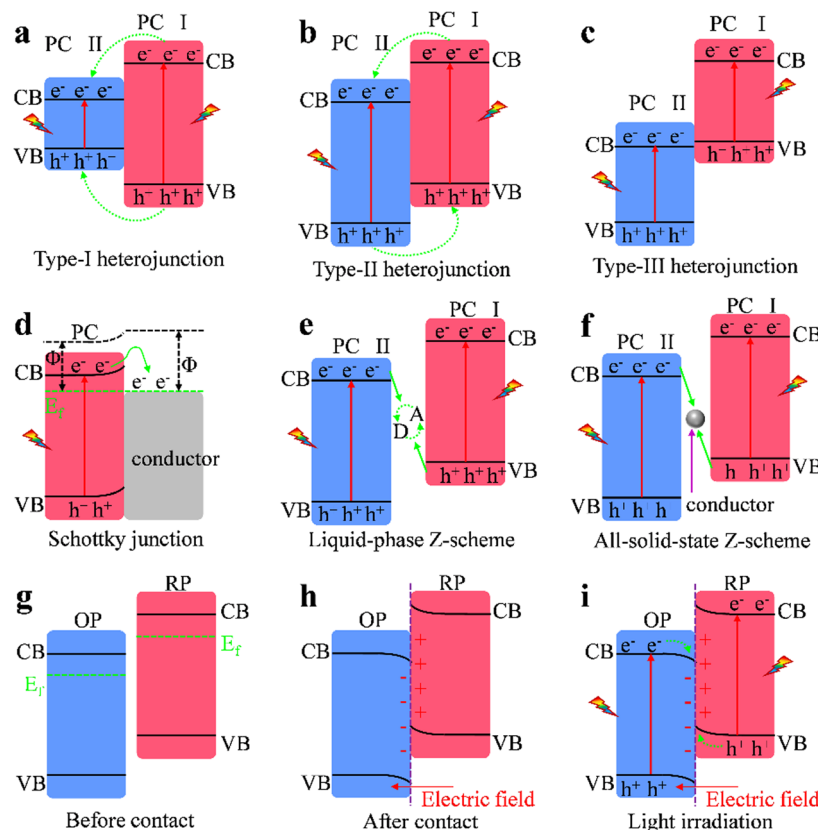 a
PC II
PC I
e⁻ e⁻ e⁻
CB
e⁻ e⁻ e⁻
CB
VB
h⁺ h⁺ h⁻
h⁻ h⁺ h⁺
VB
Type-I heterojunction
b
PC II
PC I
e⁻ e⁻ e⁻
CB
e⁻ e⁻ e⁻
CB
h⁺ h⁺ h⁺
VB
VB
h⁺ h⁺ h⁺
Type-II heterojunction
c
PC I
PC II
e⁻ e⁻ e⁻
CB
CB
e⁻ e⁻ e⁻
h⁻ h⁻ h⁺
VB
VB
h⁺ h⁺ h⁺
Type-III heterojunction
d
PC
Φ
Φ
CB
e⁻ e⁻
e⁻ e⁻
E_f
conductor
VB
h⁻ h⁺
Schottky junction
e
PC I
PC II
e⁻ e⁻ e⁻
CB
CB
e⁻ e⁻ e⁻
A
D
h⁺ h⁺ h⁺
VB
VB
h⁻ h⁺ h⁺
Liquid-phase Z-scheme
f
PC I
PC II
e⁻ e⁻ e⁻
CB
CB
e⁻ e⁻ e⁻
h h⁺ h⁺
VB
VB
h⁺ h⁺ h
conductor
All-solid-state Z-scheme
g
RP
OP
CB
E_f
CB
E_f
VB
VB
Before contact
h
RP
OP
CB
CB
+
+
-
+
-
+
-
-
VB
VB
Electric field
After contact
i
RP
OP
e⁻ e⁻
CB
CB
e⁻ e⁻
+
+
-
+
-
+
-
-
VB
h⁺ h⁺
VB
h⁺ h⁺
Electric field
Light irradiation